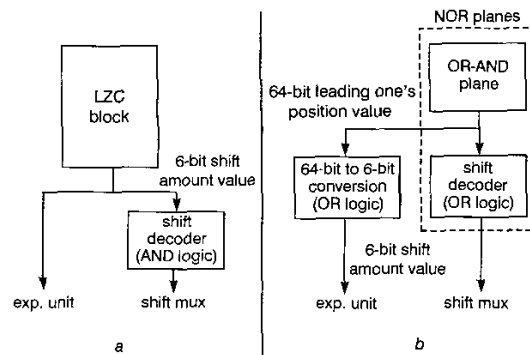 LZC
block
6-bit shift
amount value
shift
decoder
(AND logic)
exp. unit
shift mux
a
NOR planes
OR-AND
plane
64-bit leading one's
position value
64-bit to 6-bit
conversion
(OR logic)
shift
decoder
(OR logic)
6-bit shift
amount value
exp. unit
shift mux
b